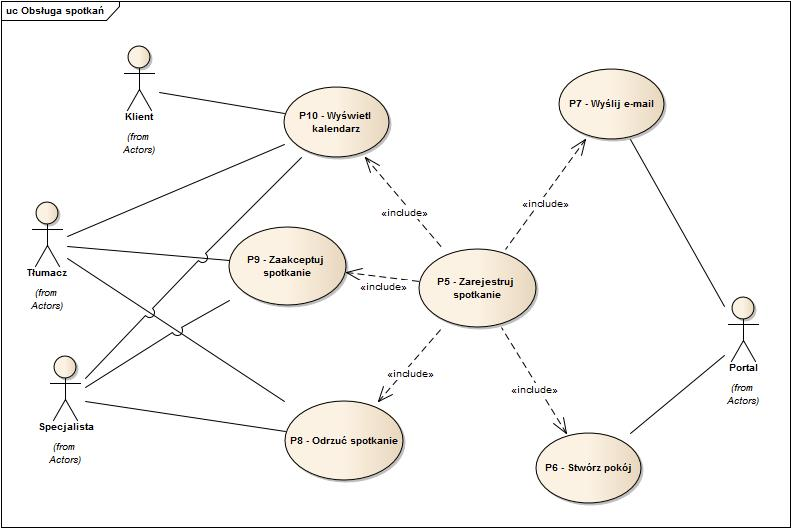 uc Obsługa spotkań
Klient
(from
Actors)
P10 - Wyświetl
kalendarz
P7 - Wyślij e-mail
«include»
«include»
Tłumacz
(from
Actors)
P9 - Zaakceptuj
spotkanie
«include»
P5 - Zarejestruj
spotkanie
Portal
(from
Actors)
«include»
«include»
Specjalista
(from
Actors)
P8 - Odrzuć spotkanie
P6 - Stwórz pokój